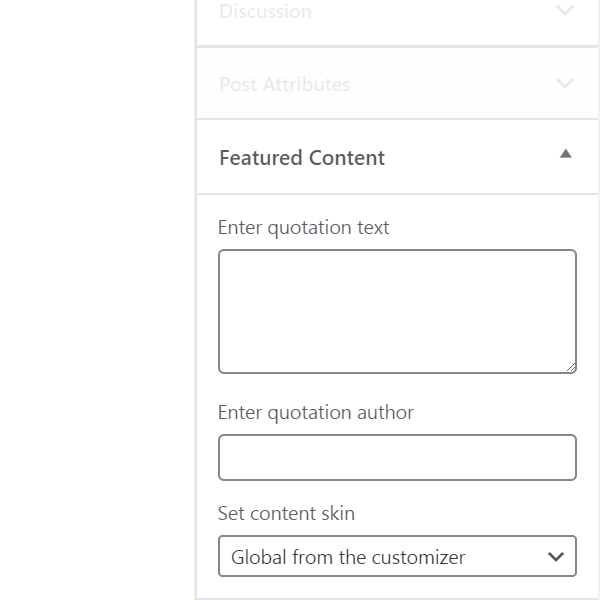 Discussion
Post Attributes
Featured Content
Enter quotation text
Enter quotation author
Set content skin
Global from the customizer